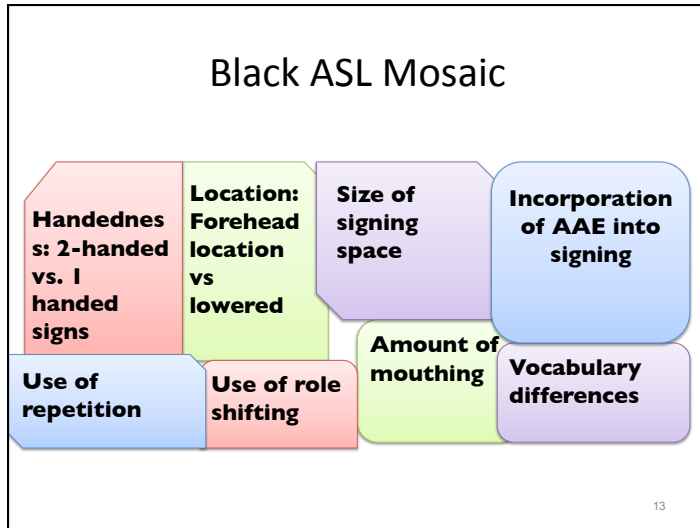 Black ASL Mosaic
Handednes
s: 2-handed
vs. 1
handed
signs
Location:
Forehead
location
vs
lowered
Size of
signing
space
Incorporation
of AAE into
signing
Use of
repetition
Use of role
shifting
Amount of
mouthing
Vocabulary
differences
13